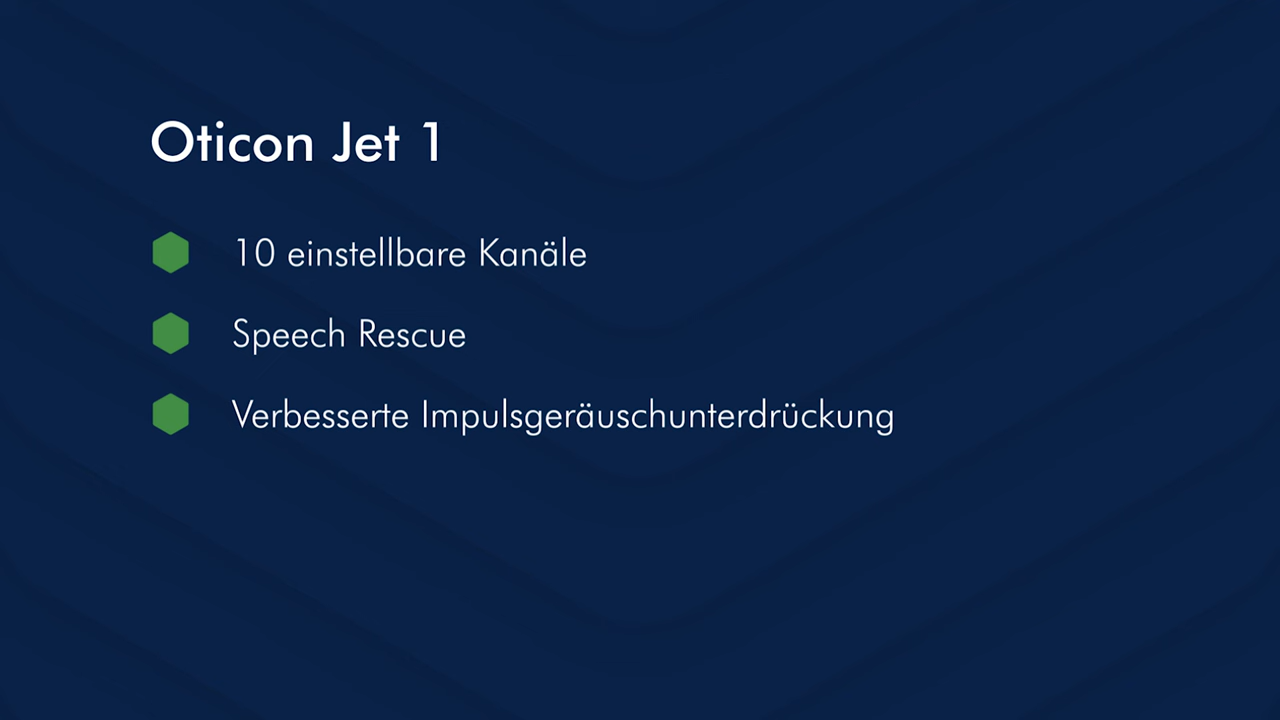 Oticon Jet 1
10 einstellbare Kanäle
Speech Rescue
Verbesserte Impulsgeräuschunterdrückung